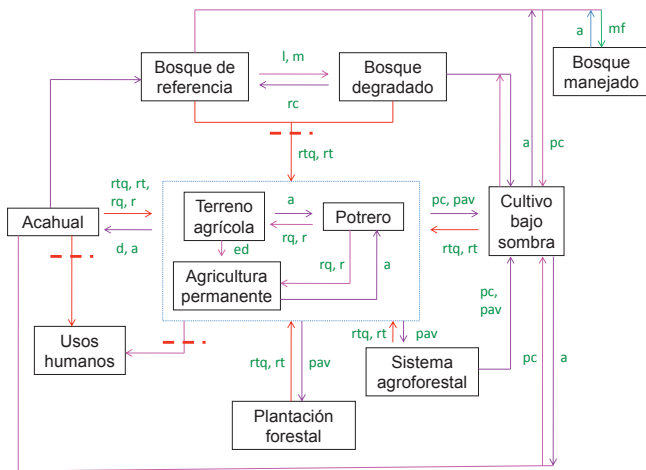 a
mf
Bosque de
referencia
l, m
rc
Bosque
degradado
Bosque
manejado
a
pc
rtq, rt
rtq, rt,
rq, r
Acahual
d, a
Terreno
agrícola
a
rq, r
Potrero
pc, pav
rtq, rt
Cultivo
bajo
sombra
ed
rq, r
a
Agricultura
permanente
pc,
pav
Usos
humanos
rtq, rt
pav
rtq, rt
pav
Sistema
agroforestal
pc
a
Plantación
forestal